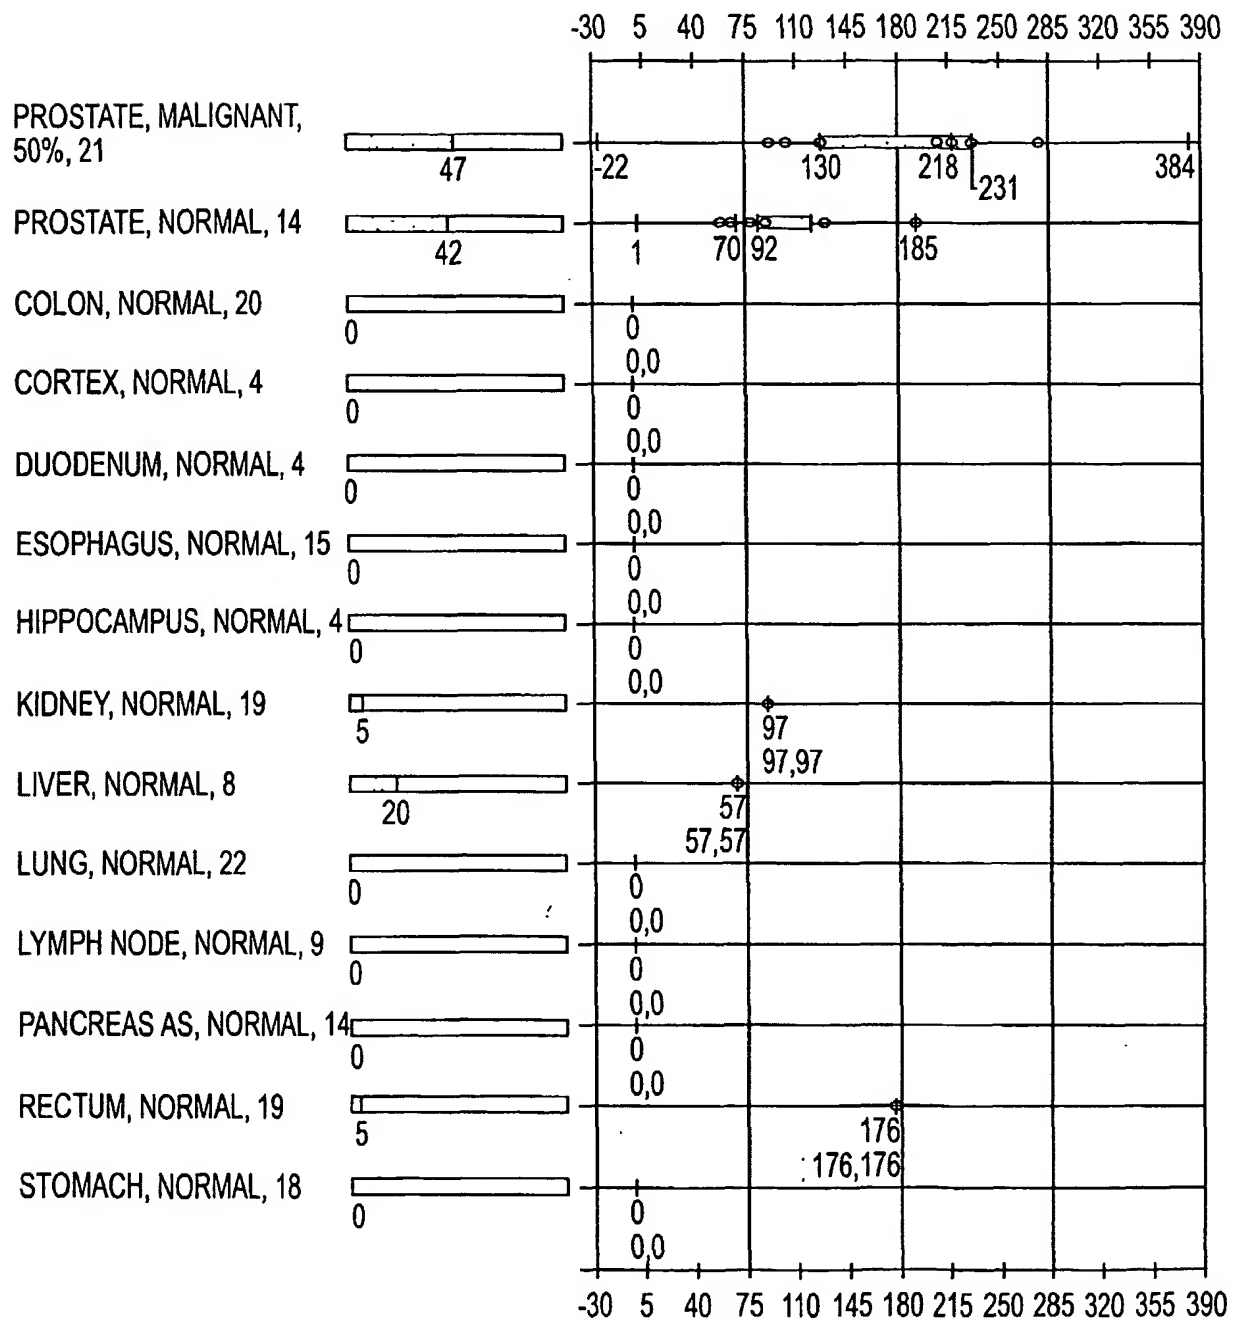 -30 5 40 75 110 145 180 215 250 285 320 355 390
PROSTATE, MALIGNANT,
50%, 21
47
-22 130 218 231 384
PROSTATE, NORMAL, 14
42
1 70 92 185
COLON, NORMAL, 20
0
0
0,0
CORTEX, NORMAL, 4
0
0
0,0
DUODENUM, NORMAL, 4
0
0
0,0
ESOPHAGUS, NORMAL, 15
0
0
0,0
HIPPOCAMPUS, NORMAL, 4
0
0
0,0
KIDNEY, NORMAL, 19
5
97
97,97
LIVER, NORMAL, 8
20
57
57,57
LUNG, NORMAL, 22
0
0
0,0
LYMPH NODE, NORMAL, 9
0
0
0,0
PANCREAS AS, NORMAL, 14
0
0
0,0
RECTUM, NORMAL, 19
5
176
176,176
STOMACH, NORMAL, 18
0
0
0,0
-30 5 40 75 110 145 180 215 250 285 320 355 390